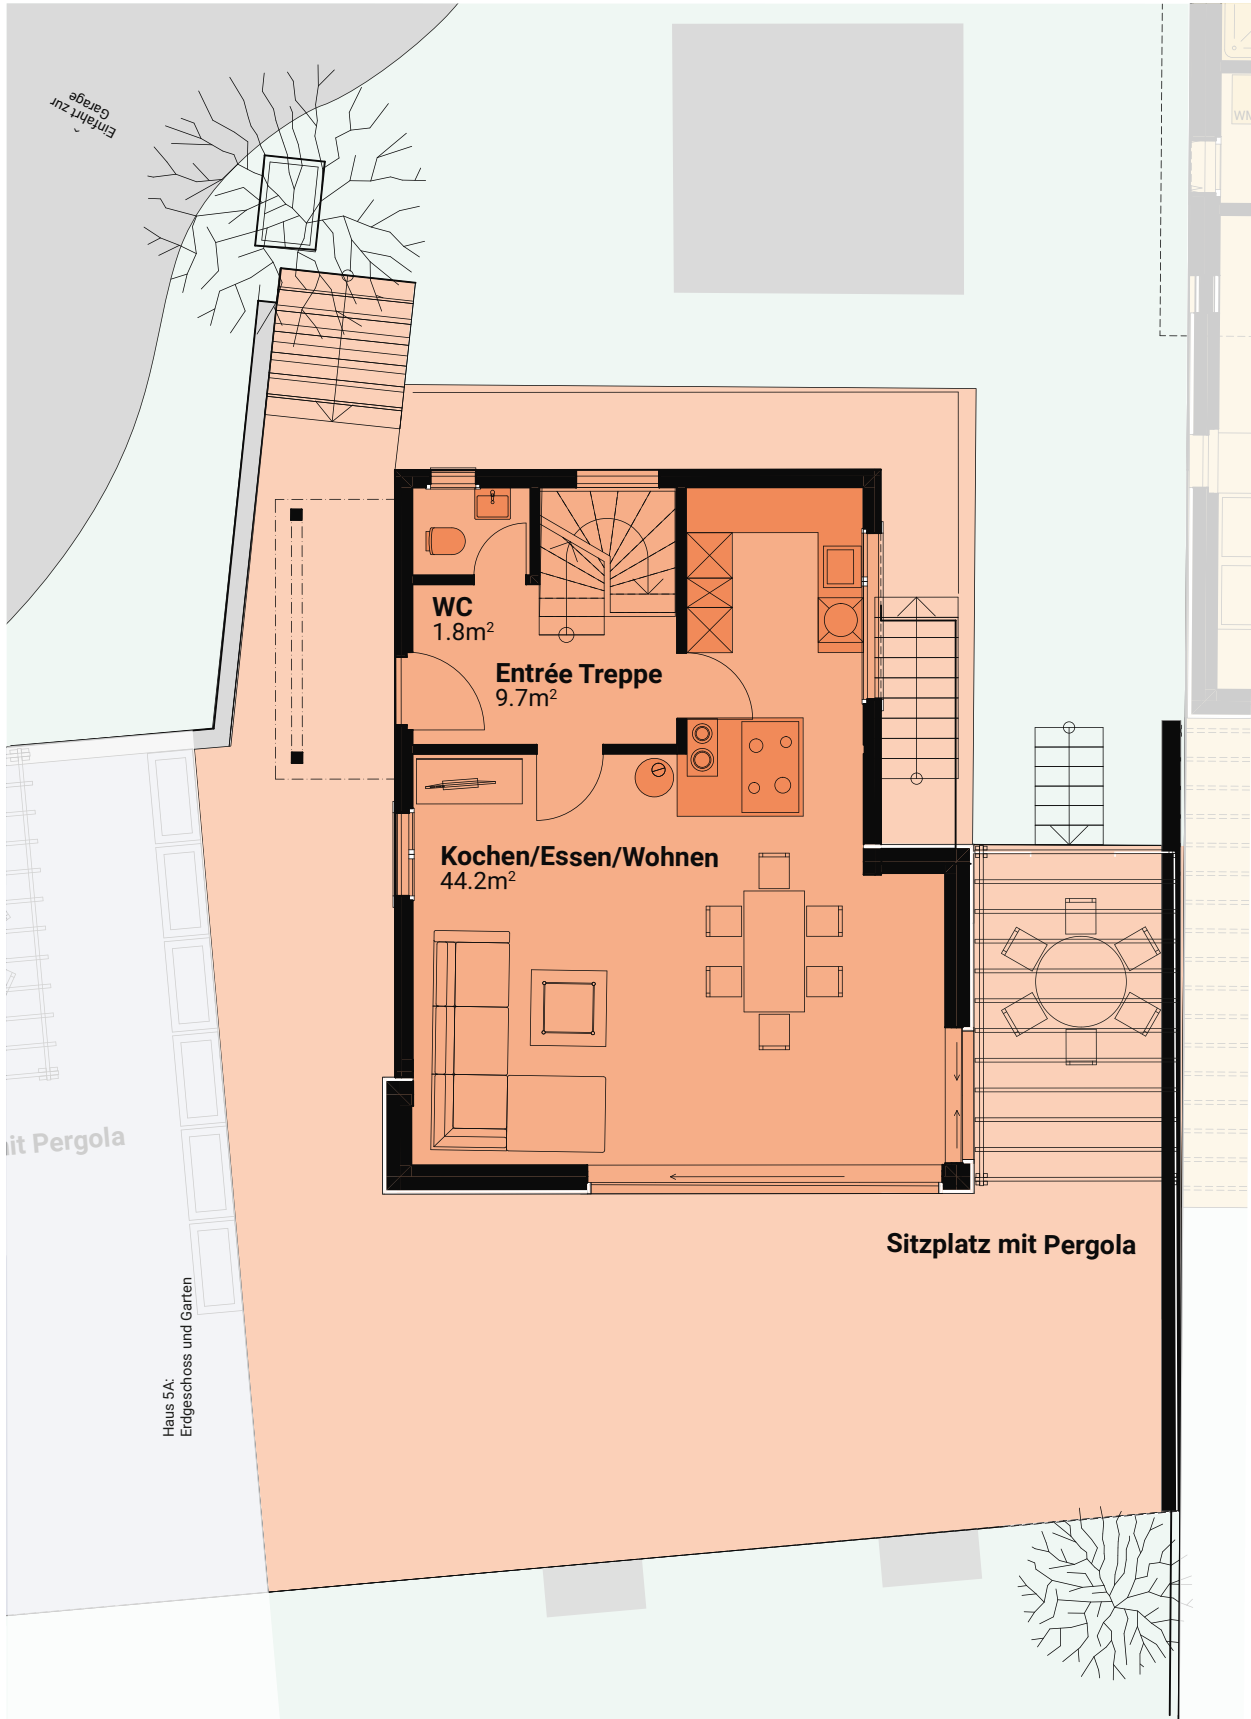 Einfahrt zur
Garage
WM
WC
1.8m²
Entrée Treppe
9.7m²
Kochen/Essen/Wohnen
44.2m²
it Pergola
Sitzplatz mit Pergola
Haus 5A:
Erdgeschoss und Garten